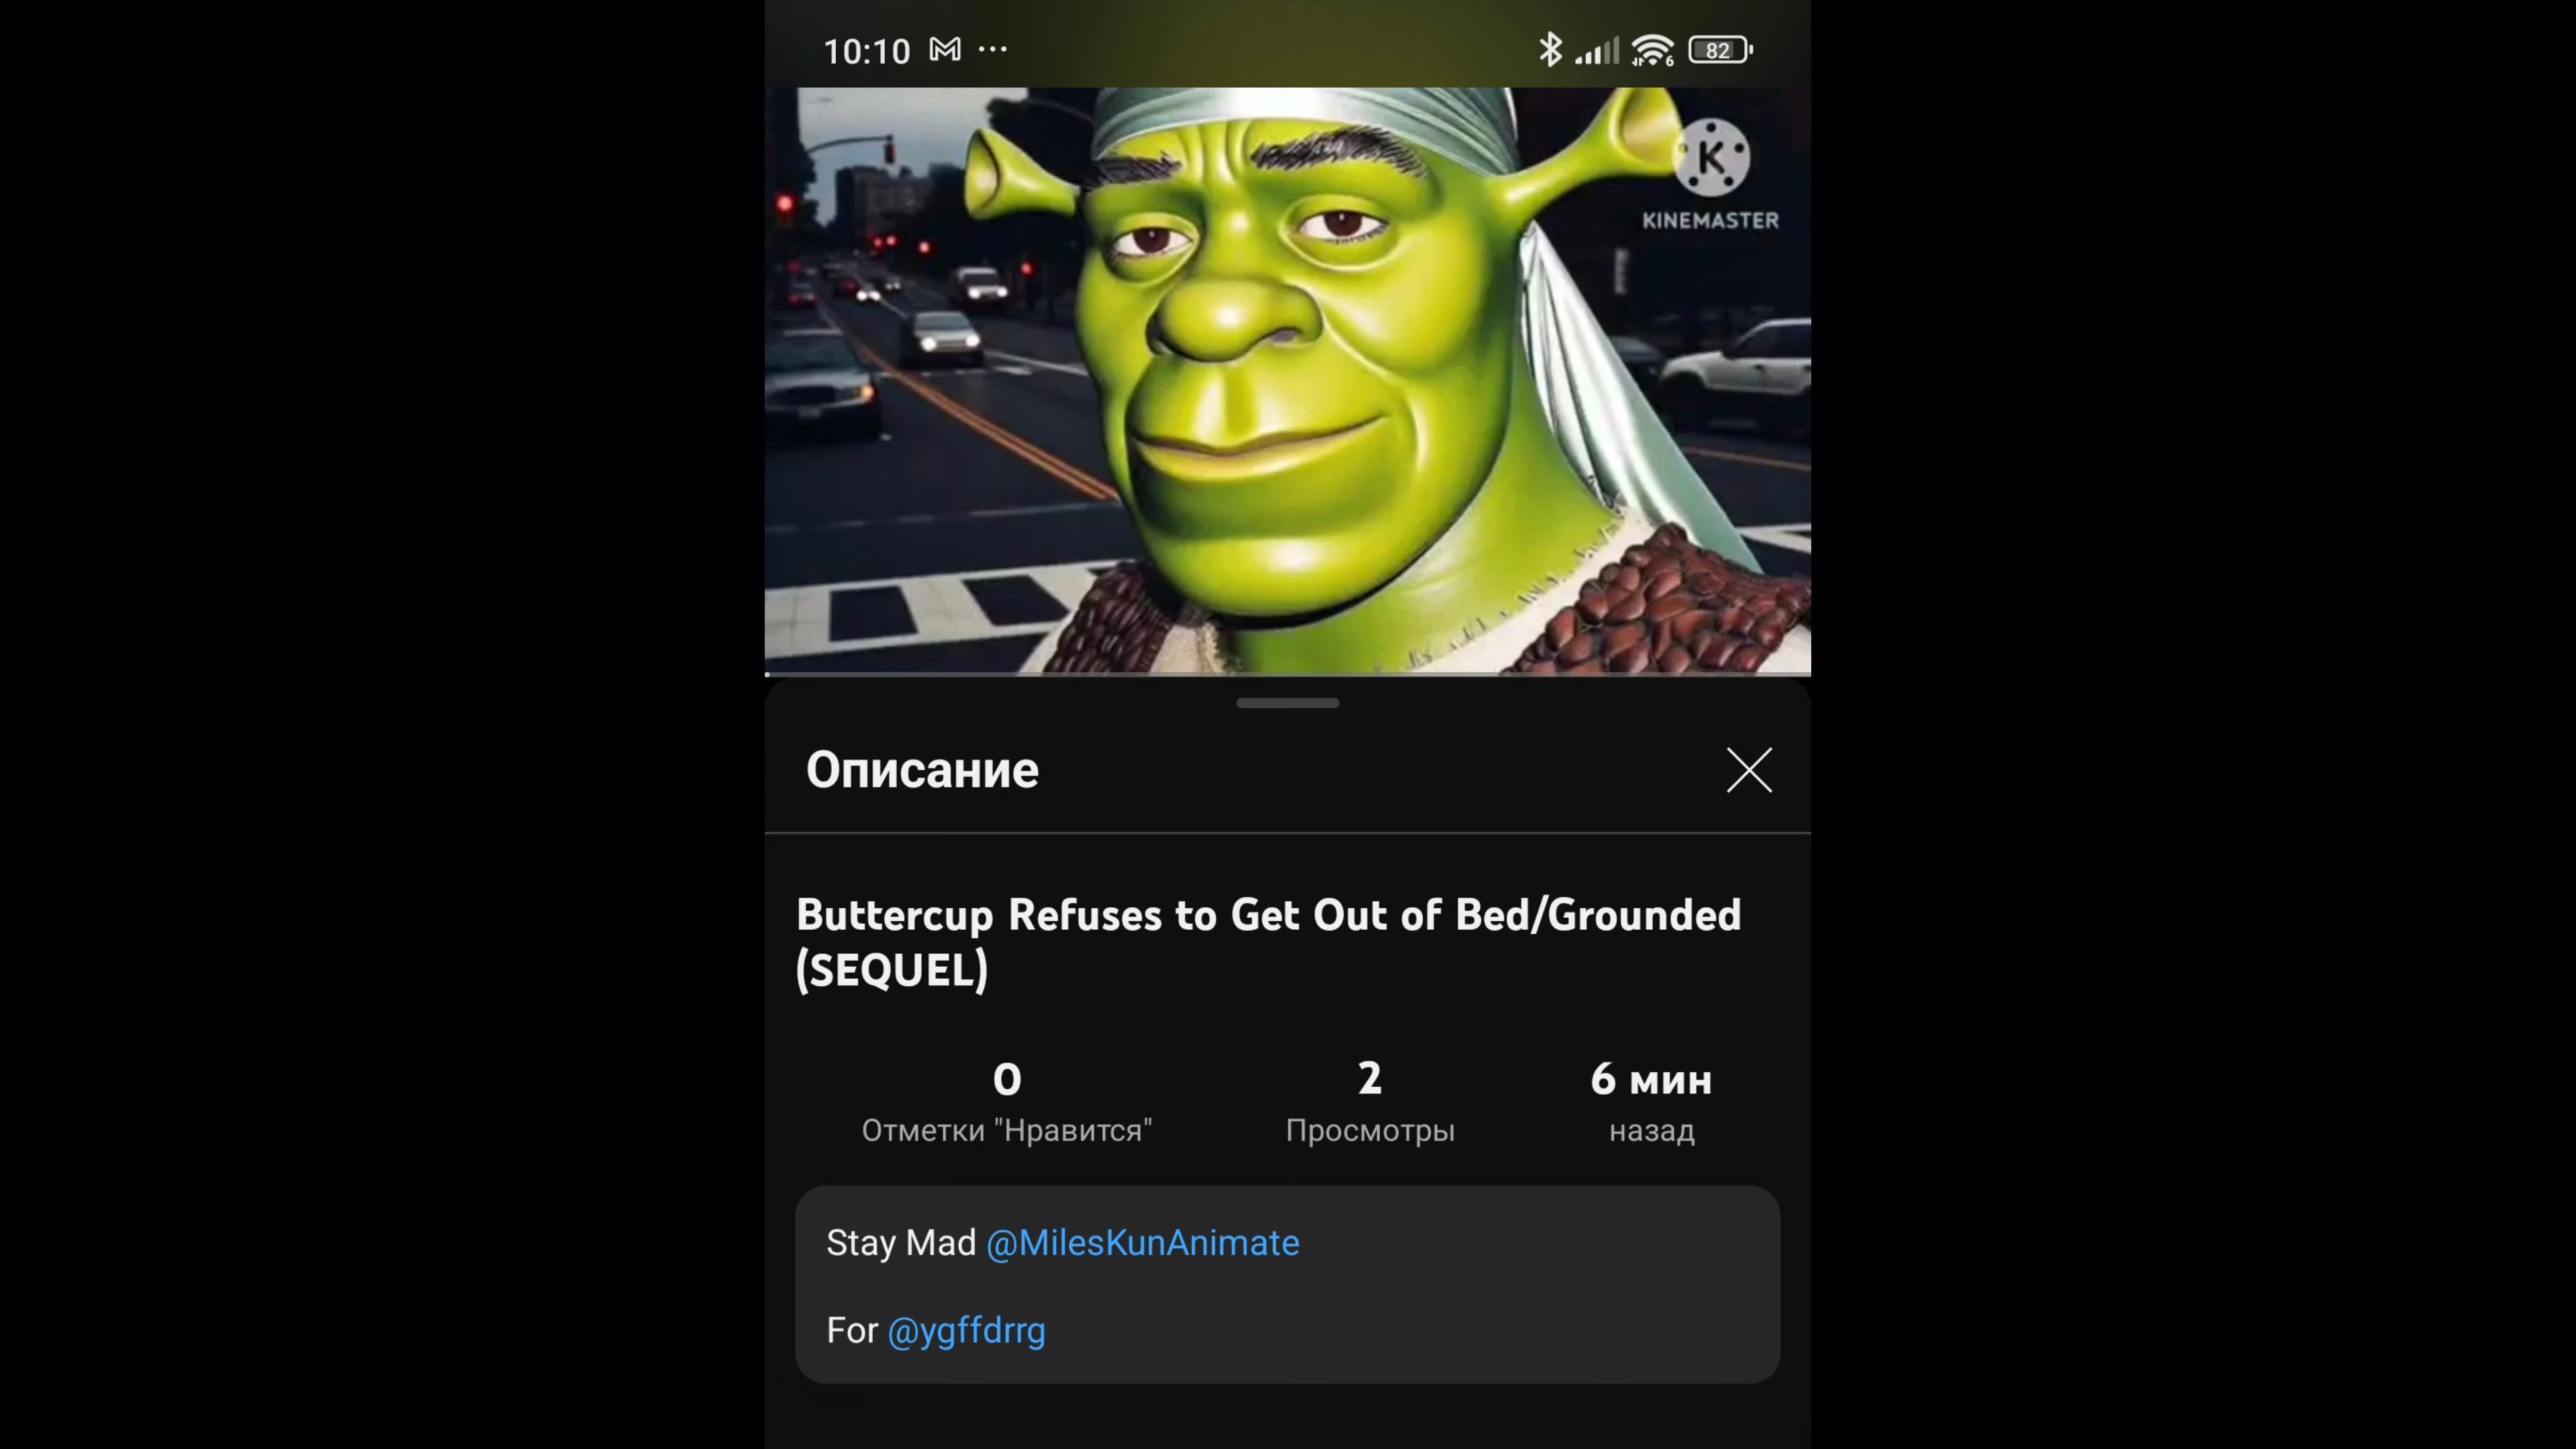 10:10
6
82
K
KINEMASTER
Описание
Buttercup Refuses to Get Out of Bed/Grounded
(SEQUEL)
0 2 6 мин
Отметки "Нравится" Просмотры назад
Stay Mad @MilesKunAnimate
For @ygffdrrg